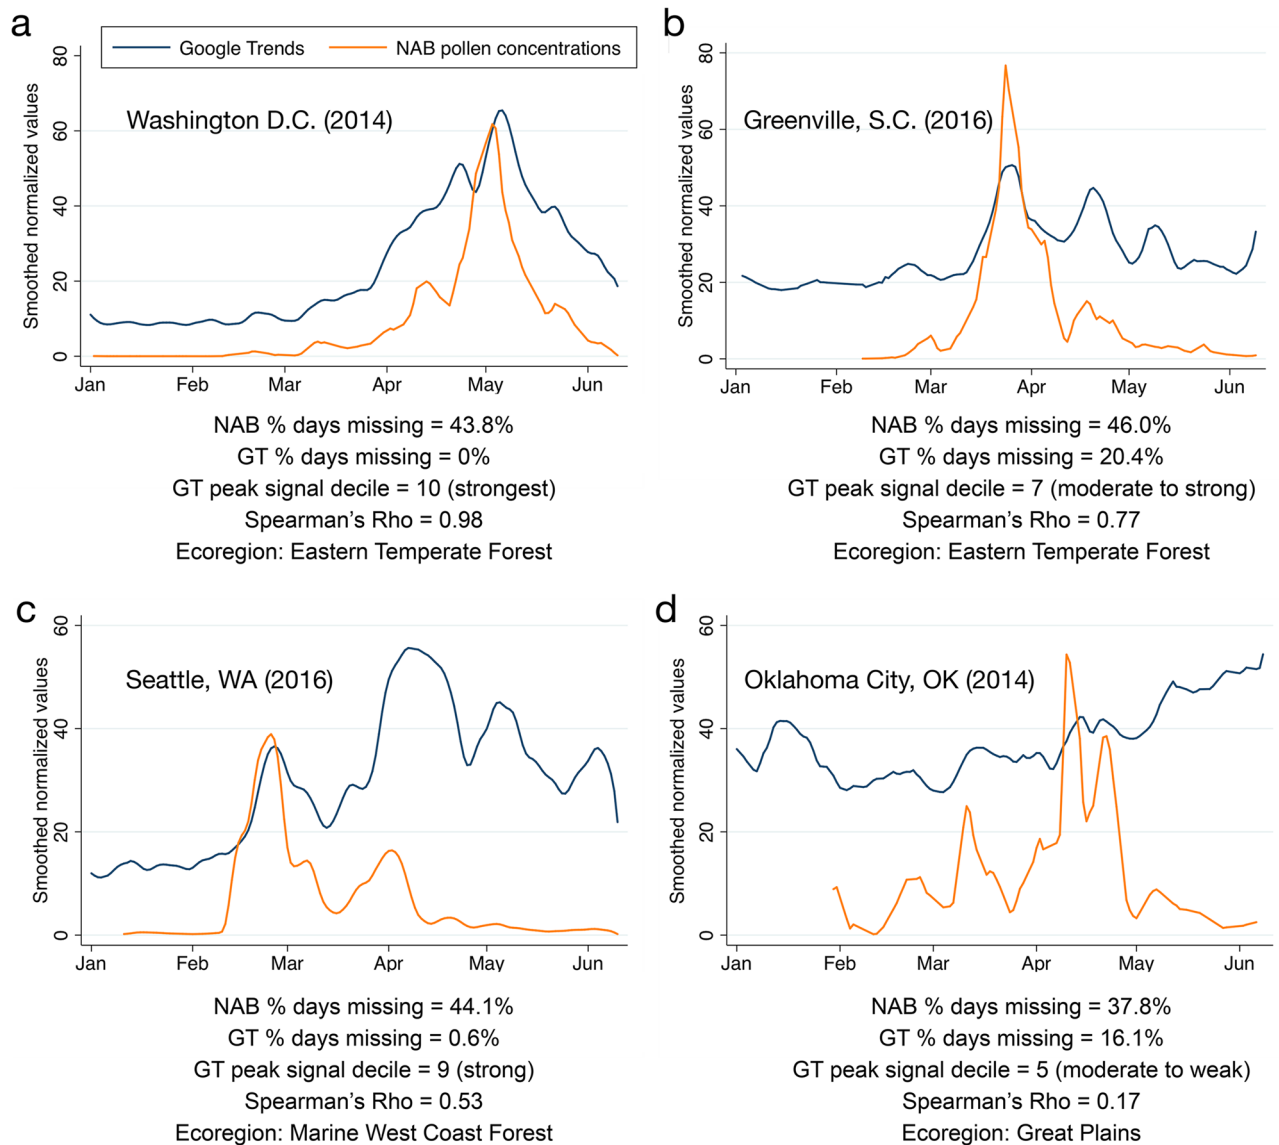 a
Google Trends
NAB pollen concentrations
Smoothed normalized values
80
60
40
20
0
Washington D.C. (2014)
Jan Feb Mar Apr May Jun
NAB % days missing = 43.8%
GT % days missing = 0%
GT peak signal decile = 10 (strongest)
Spearman’s Rho = 0.98
Ecoregion: Eastern Temperate Forest
b
Smoothed normalized values
80
60
40
20
0
Greenville, S.C. (2016)
Jan Feb Mar Apr May Jun
NAB % days missing = 46.0%
GT % days missing = 20.4%
GT peak signal decile = 7 (moderate to strong)
Spearman’s Rho = 0.77
Ecoregion: Eastern Temperate Forest
c
Smoothed normalized values
60
40
20
0
Seattle, WA (2016)
Jan Feb Mar Apr May Jun
NAB % days missing = 44.1%
GT % days missing = 0.6%
GT peak signal decile = 9 (strong)
Spearman’s Rho = 0.53
Ecoregion: Marine West Coast Forest
d
Smoothed normalized values
60
40
20
0
Oklahoma City, OK (2014)
Jan Feb Mar Apr May Jun
NAB % days missing = 37.8%
GT % days missing = 16.1%
GT peak signal decile = 5 (moderate to weak)
Spearman’s Rho = 0.17
Ecoregion: Great Plains